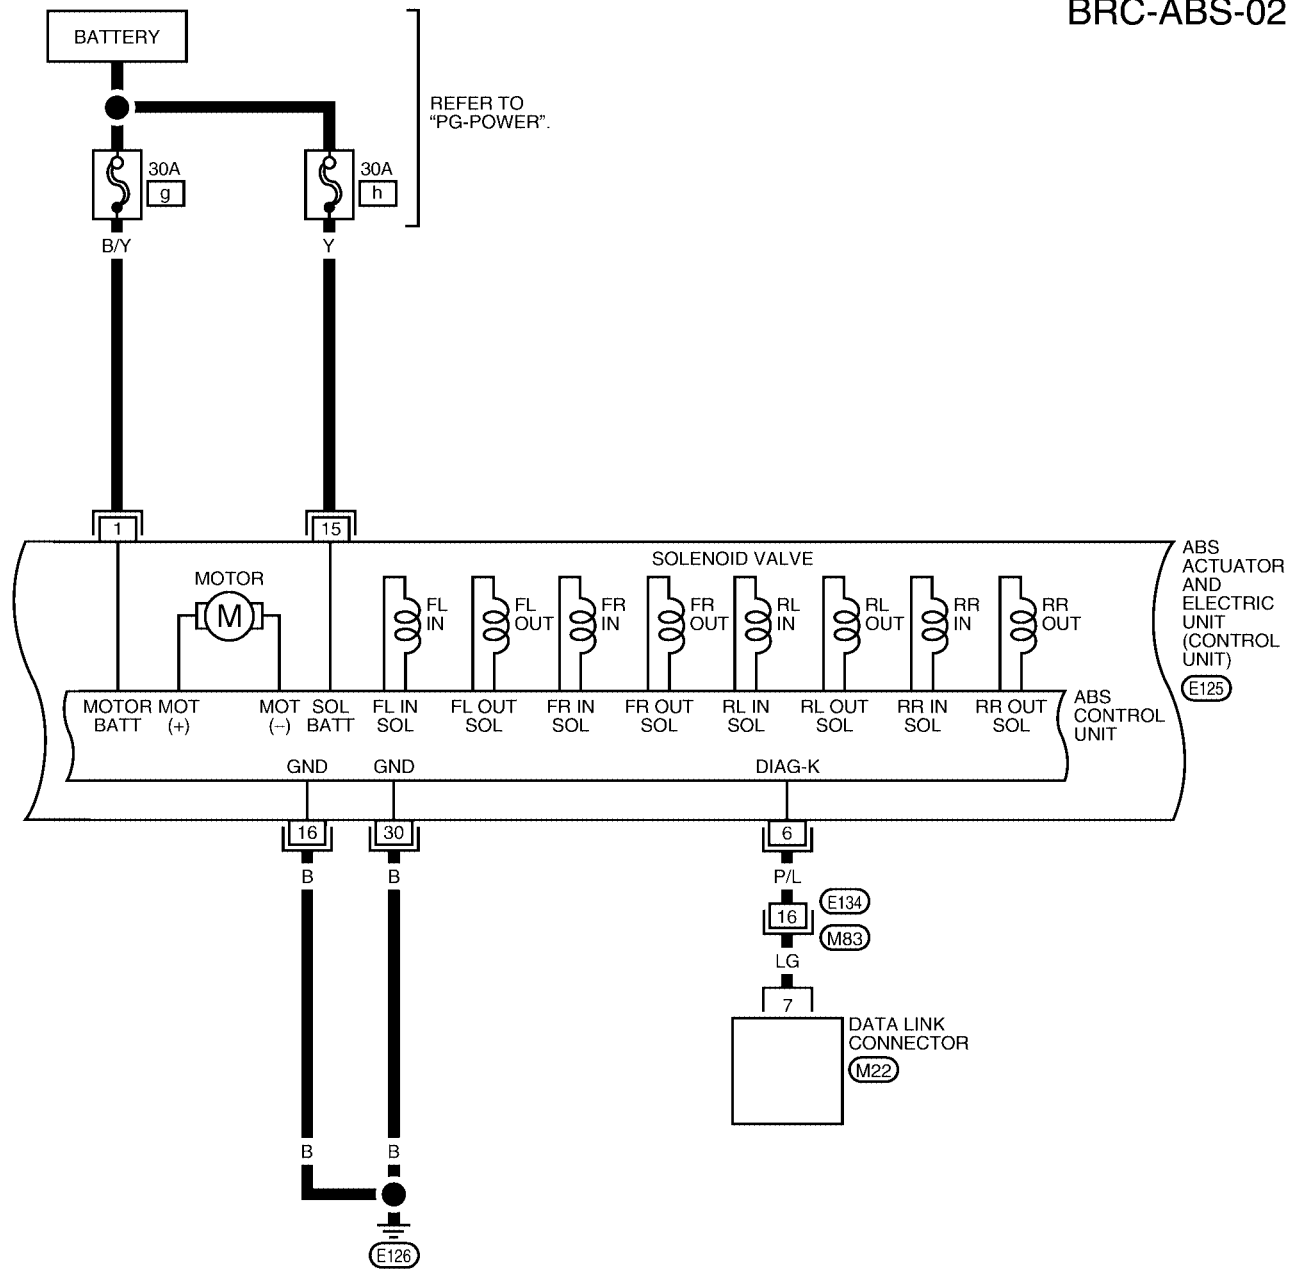 BRC-ABS-02
BATTERY
REFER TO
“PG-POWER”.
30A
g
30A
h
B/Y
Y
1
15
SOLENOID VALVE
MOTOR
M
FL
IN
FL
OUT
FR
IN
FR
OUT
RL
IN
RL
OUT
RR
IN
RR
OUT
ABS
ACTUATOR
AND
ELECTRIC
UNIT
(CONTROL
UNIT)
E125
MOTOR
BATT
MOT
(+)
MOT
(–)
SOL
BATT
FL IN
SOL
FL OUT
SOL
FR IN
SOL
FR OUT
SOL
RL IN
SOL
RL OUT
SOL
RR IN
SOL
RR OUT
SOL
ABS
CONTROL
UNIT
GND
GND
DIAG-K
16
30
6
B
B
P/L
16
E134
M83
LG
7
DATA LINK
CONNECTOR
M22
B
B
E126